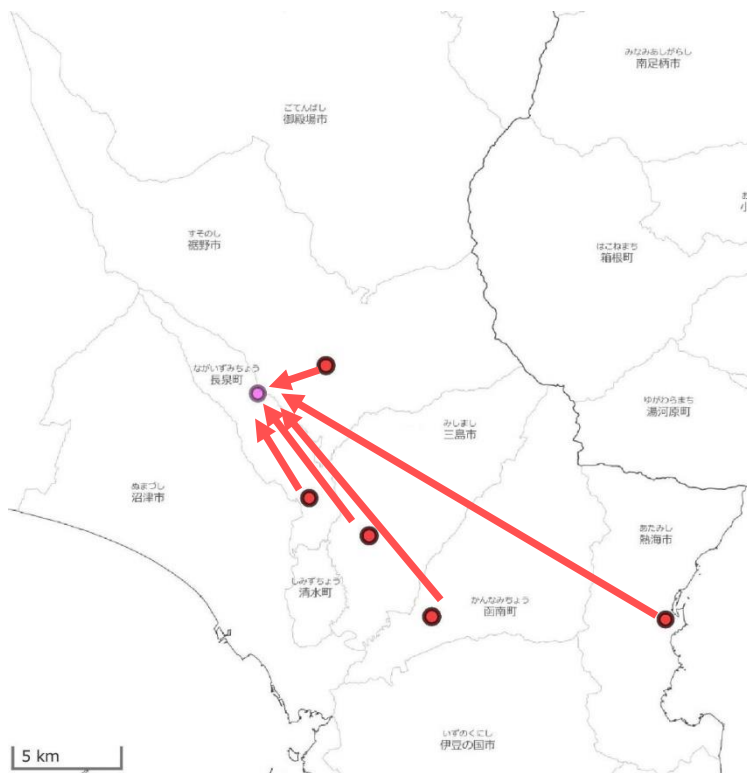 みなみあしがらし
南足柄市
ごてんばし
御殿場市
お
小
すそのし
裾野市
はこねまち
箱根町
ながいずみちょう
長泉町
ゆがわらまち
湯河原町
みしまし
三島市
ぬまづし
沼津市
あたみし
熱海市
しみずちょう
清水町
かんなみちょう
函南町
いずのくにし
伊豆の国市
5 km